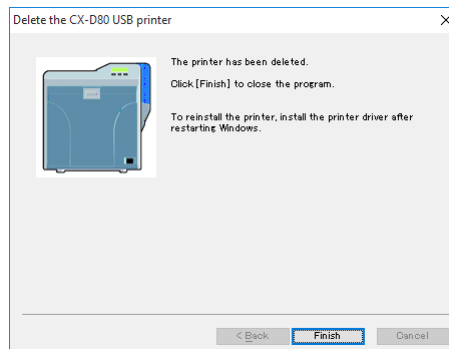 Delete the CX-D80 USB printer
The printer has been deleted.
Click [Finish] to close the program.
To reinstall the printer, install the printer driver after
restarting Windows.
< Back
Finish
Cancel